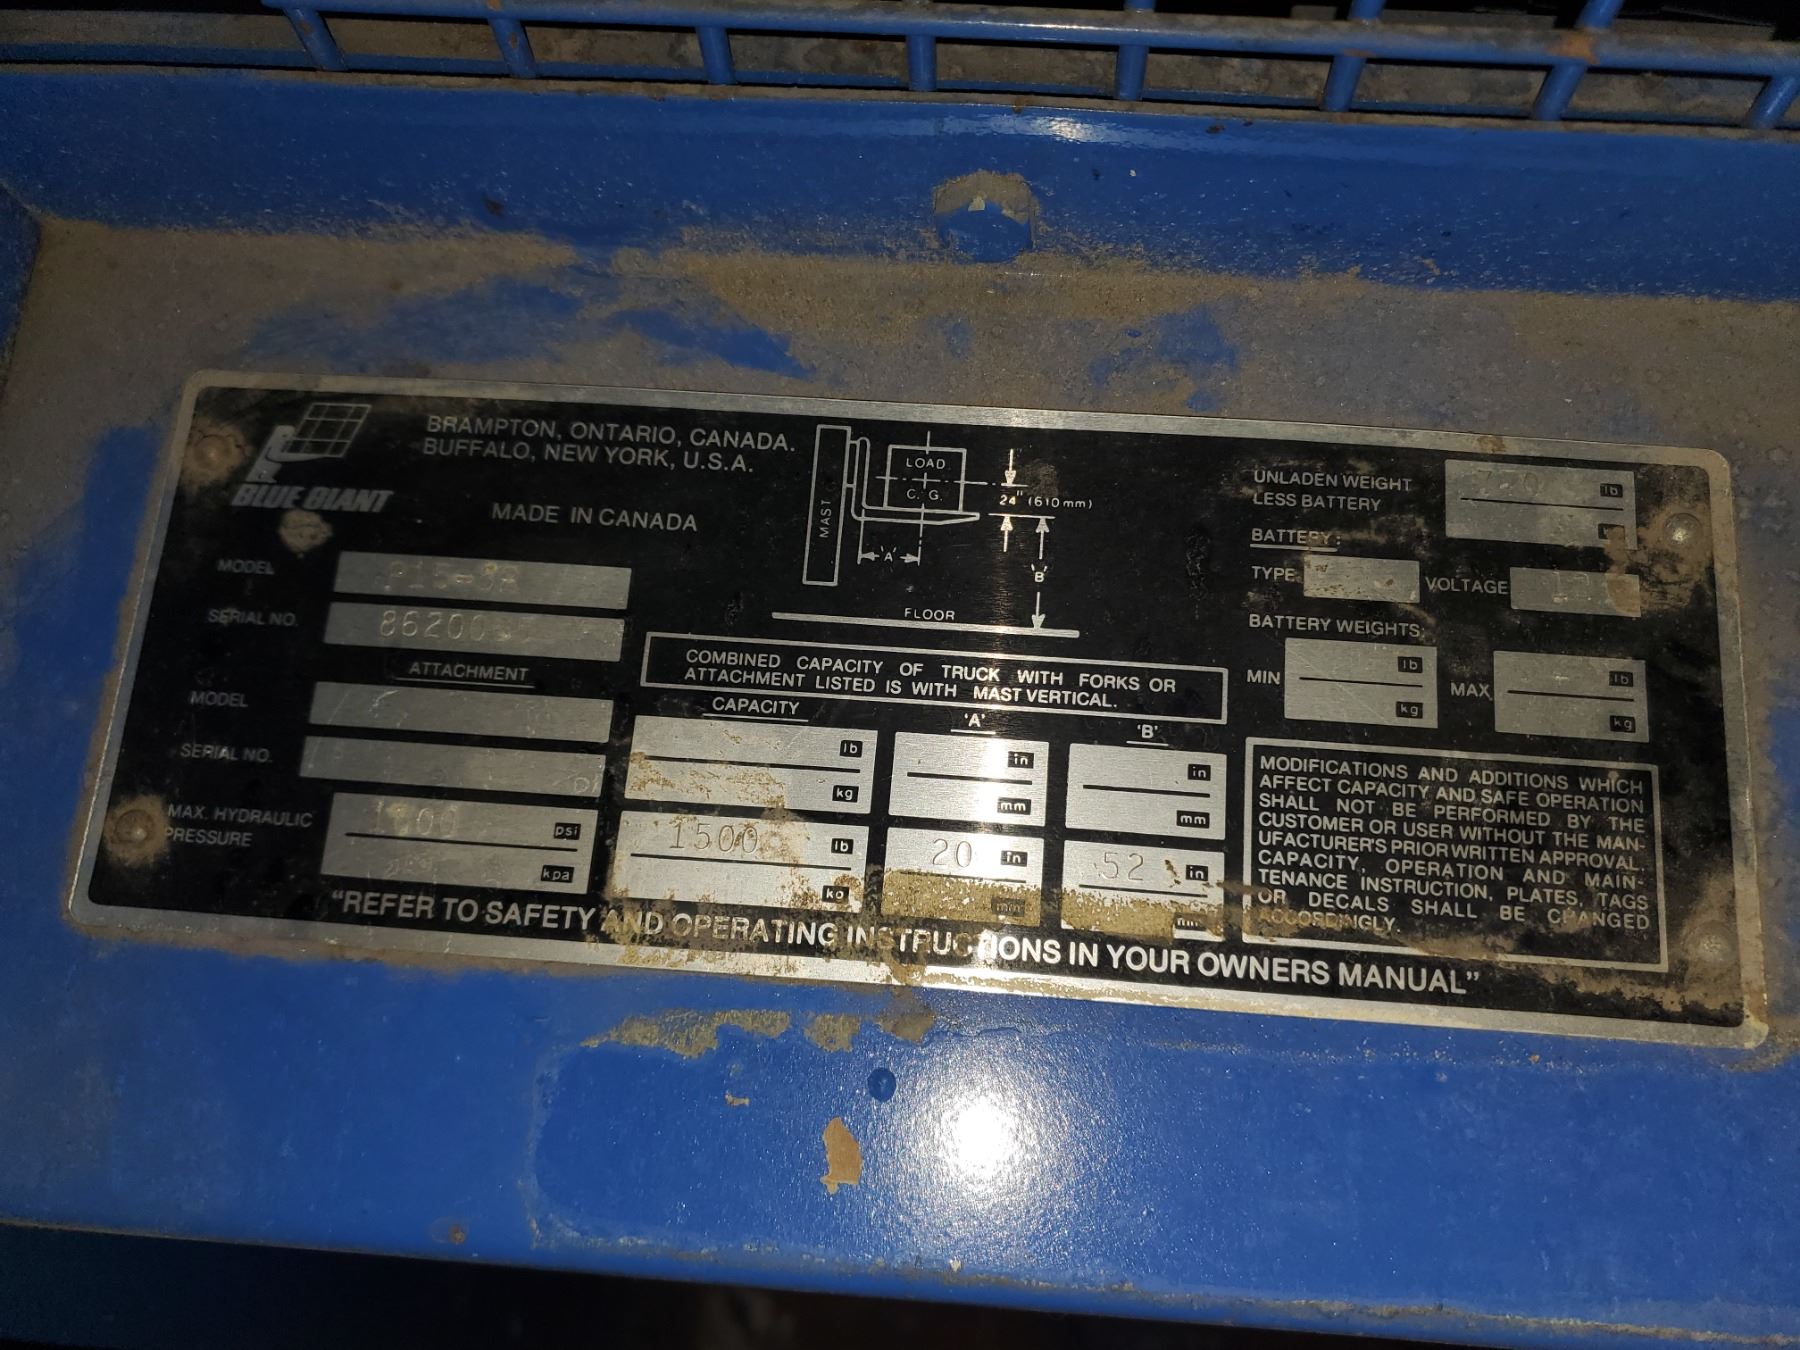 BLUE GIANT
BRAMPTON, ONTARIO, CANADA.
BUFFALO, NEW YORK, U.S.A.
MADE IN CANADA
MODEL
SERIAL NO.
ATTACHMENT
MODEL
SERIAL NO.
MAX. HYDRAULIC psi
PRESSURE kpa
MAST
LOAD
C. G.
24" (610mm)
'A'
'B'
FLOOR
COMBINED CAPACITY OF TRUCK WITH FORKS OR
ATTACHMENT LISTED IS WITH MAST VERTICAL.
CAPACITY 'A' 'B'
lb in in
kg mm mm
1500 lb 20 in 52 in
kg mm mm
UNLADEN WEIGHT lb
LESS BATTERY
BATTERY:
TYPE VOLTAGE
BATTERY WEIGHTS:
lb lb
MIN MAX
kg kg
MODIFICATIONS AND ADDITIONS WHICH
AFFECT CAPACITY AND SAFE OPERATION
SHALL NOT BE PERFORMED BY THE
CUSTOMER OR USER WITHOUT THE MAN-
UFACTURER'S PRIOR WRITTEN APPROVAL.
CAPACITY, OPERATION AND MAIN-
TENANCE INSTRUCTION, PLATES, TAGS
OR DECALS SHALL BE CHANGED
ACCORDINGLY.
"REFER TO SAFETY AND OPERATING INSTRUCTIONS IN YOUR OWNERS MANUAL"